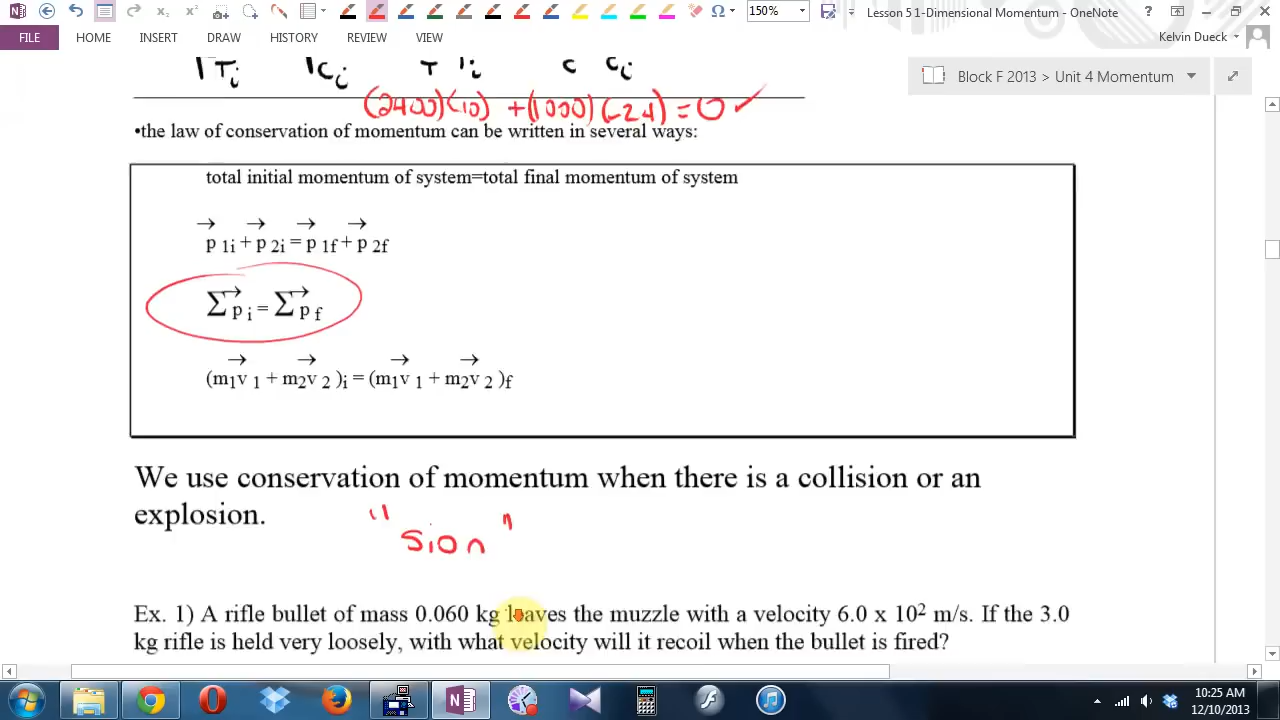 150%
Lesson 5 1-Dimensional Momentum - OneNote
FILE HOME INSERT DRAW HISTORY REVIEW VIEW
Kelvin Dueck
Block F 2013 > Unit 4 Momentum
(2400)(10) + (1000)(-24) = 0 ✓
•the law of conservation of momentum can be written in several ways:
total initial momentum of system=total final momentum of system
p 1i + p 2i = p 1f + p 2f
Σ p i = Σ p f
(m1v 1 + m2v 2 )i = (m1v 1 + m2v 2 )f
We use conservation of momentum when there is a collision or an
explosion.
"sion"
Ex. 1) A rifle bullet of mass 0.060 kg leaves the muzzle with a velocity 6.0 x 10² m/s. If the 3.0
kg rifle is held very loosely, with what velocity will it recoil when the bullet is fired?
10:25 AM
12/10/2013